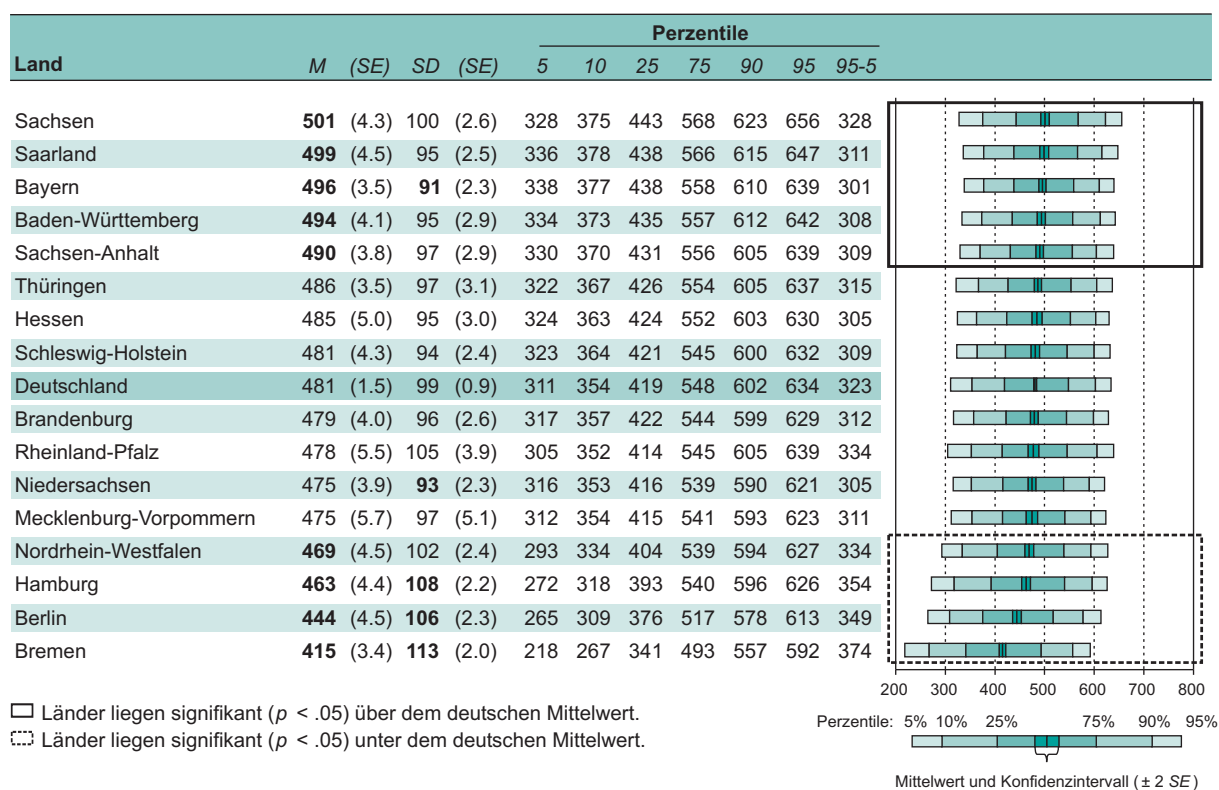 Perzentile
Land M (SE) SD (SE) 5 10 25 75 90 95 95-5
Sachsen 501 (4.3) 100 (2.6) 328 375 443 568 623 656 328
Saarland 499 (4.5) 95 (2.5) 336 378 438 566 615 647 311
Bayern 496 (3.5) 91 (2.3) 338 377 438 558 610 639 301
Baden-Württemberg 494 (4.1) 95 (2.9) 334 373 435 557 612 642 308
Sachsen-Anhalt 490 (3.8) 97 (2.9) 330 370 431 556 605 639 309
Thüringen 486 (3.5) 97 (3.1) 322 367 426 554 605 637 315
Hessen 485 (5.0) 95 (3.0) 324 363 424 552 603 630 305
Schleswig-Holstein 481 (4.3) 94 (2.4) 323 364 421 545 600 632 309
Deutschland 481 (1.5) 99 (0.9) 311 354 419 548 602 634 323
Brandenburg 479 (4.0) 96 (2.6) 317 357 422 544 599 629 312
Rheinland-Pfalz 478 (5.5) 105 (3.9) 305 352 414 545 605 639 334
Niedersachsen 475 (3.9) 93 (2.3) 316 353 416 539 590 621 305
Mecklenburg-Vorpommern 475 (5.7) 97 (5.1) 312 354 415 541 593 623 311
Nordrhein-Westfalen 469 (4.5) 102 (2.4) 293 334 404 539 594 627 334
Hamburg 463 (4.4) 108 (2.2) 272 318 393 540 596 626 354
Berlin 444 (4.5) 106 (2.3) 265 309 376 517 578 613 349
Bremen 415 (3.4) 113 (2.0) 218 267 341 493 557 592 374
200 300 400 500 600 700 800
Länder liegen signifikant (p < .05) über dem deutschen Mittelwert.
Länder liegen signifikant (p < .05) unter dem deutschen Mittelwert.
Perzentile: 5% 10% 25% 75% 90% 95%
Mittelwert und Konfidenzintervall (± 2 SE)